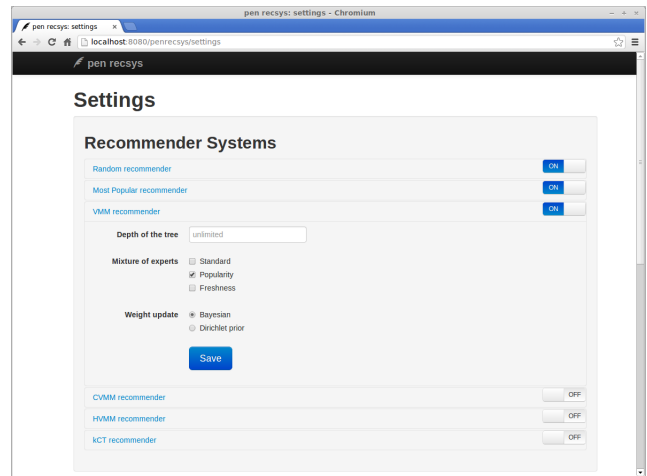 pen recsys: settings - Chromium
pen recsys: settings
localhost:8080/penrecsys/settings
pen recsys
Settings
Recommender Systems
Random recommender ON
Most Popular recommender ON
VMM recommender ON
Depth of the tree unlimited
Mixture of experts Standard
Popularity
Freshness
Weight update Bayesian
Dirichlet prior
Save
CVMM recommender OFF
HVMM recommender OFF
kCT recommender OFF